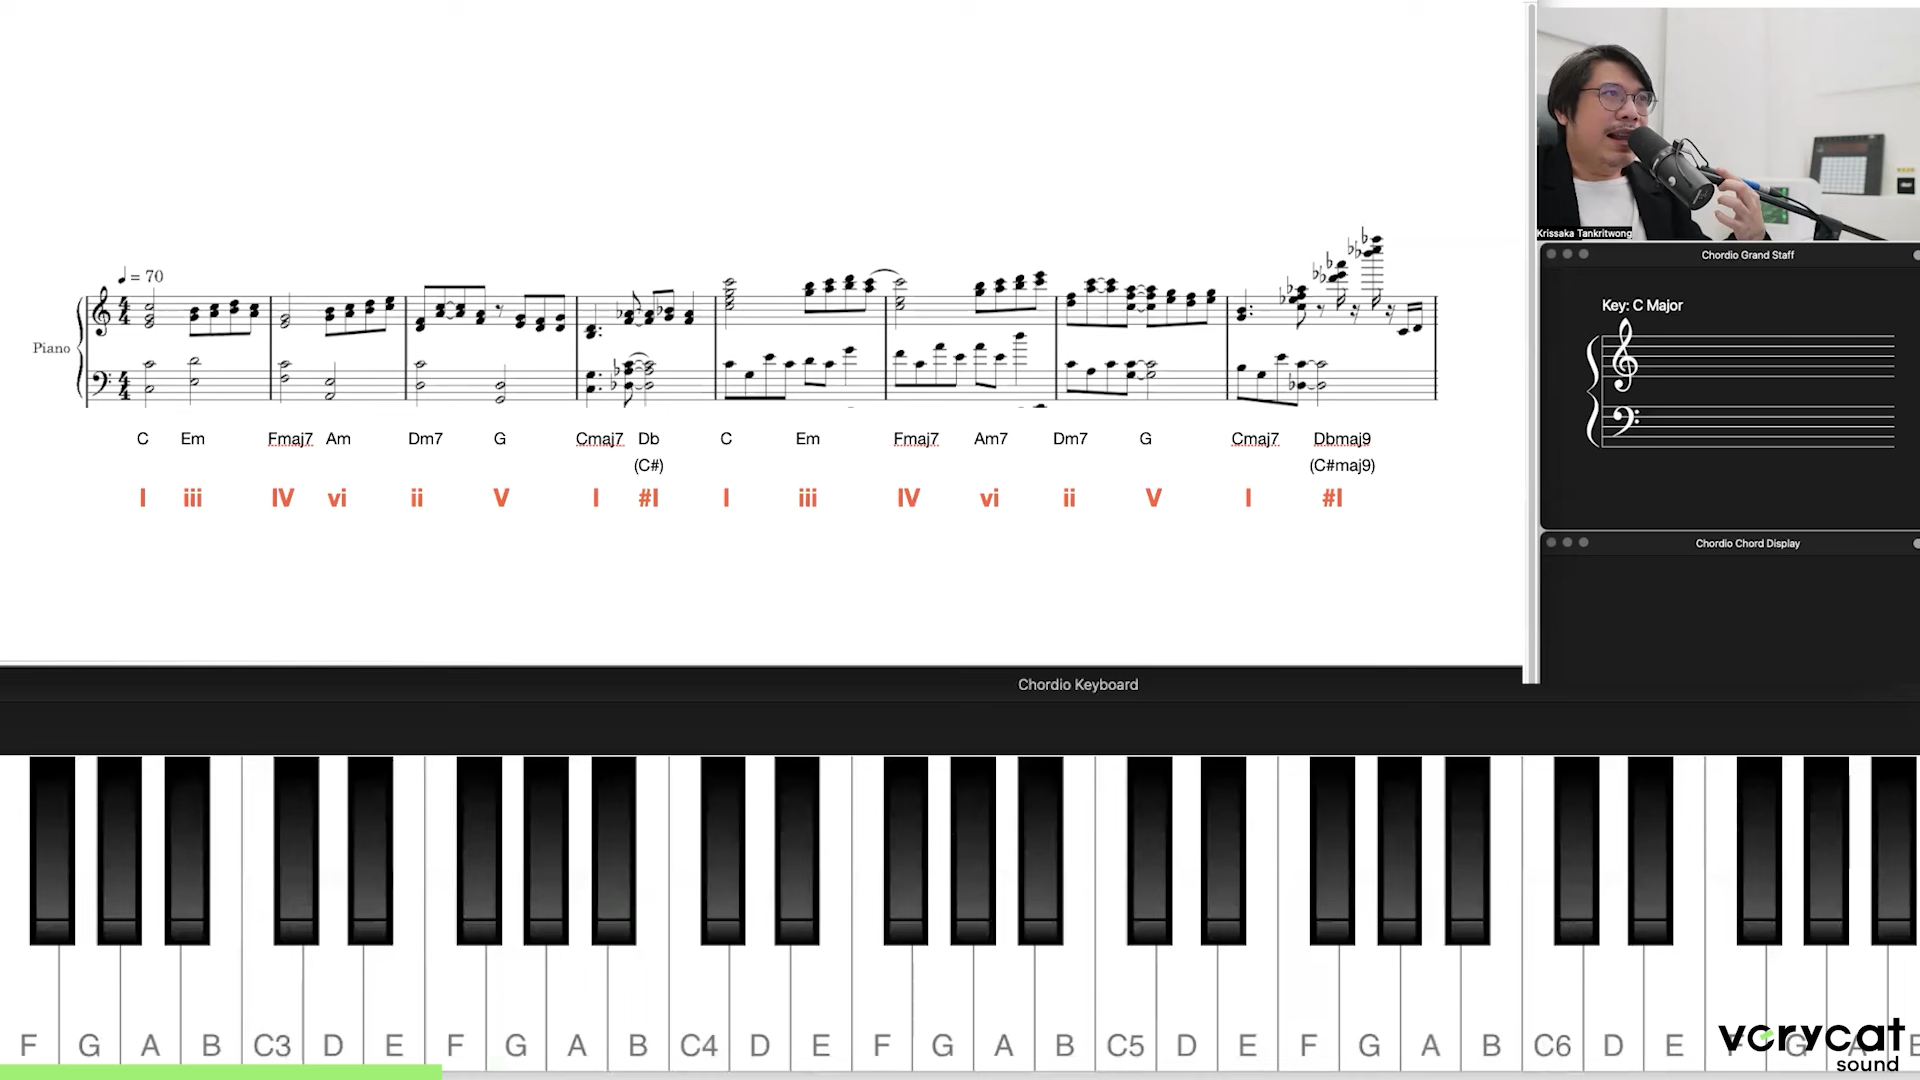 Krissaka Tankritwong
Chordio Grand Staff
Key: C Major
♩ = 70
Piano
C Em Fmaj7 Am Dm7 G Cmaj7 Db C Em Fmaj7 Am7 Dm7 G Cmaj7 Dbmaj9
(C#) (C#maj9)
I iii IV vi ii V I #I I iii IV vi ii V I #I
Chordio Chord Display
Chordio Keyboard
F G A B C3 D E F G A B C4 D E F G A B C5 D E F G A B C6 D E F G A
verycat
sound